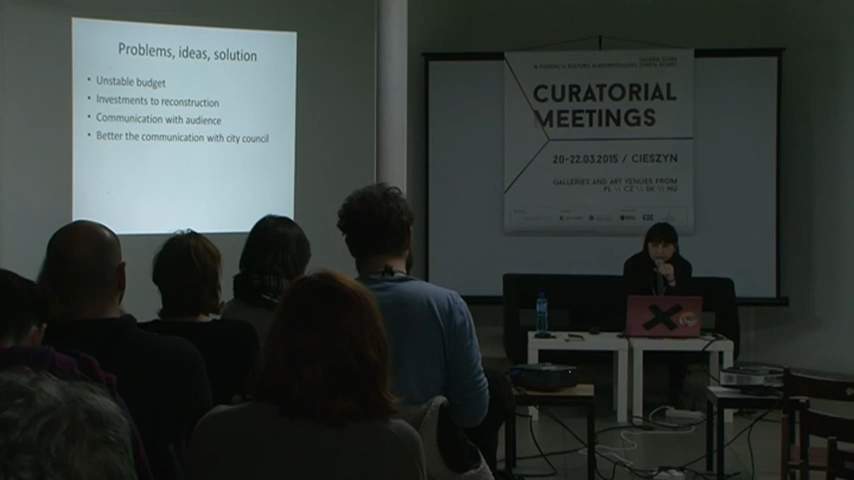 Problems, ideas, solution
• Unstable budget
• Investments to reconstruction
• Communication with audience
• Better the communication with city council
CURATORIAL
MEETINGS
20-22.03.2015 / CIESZYN
GALLERIES AND ART VENUES FROM
PL \\ CZ \\ SK \\ HU